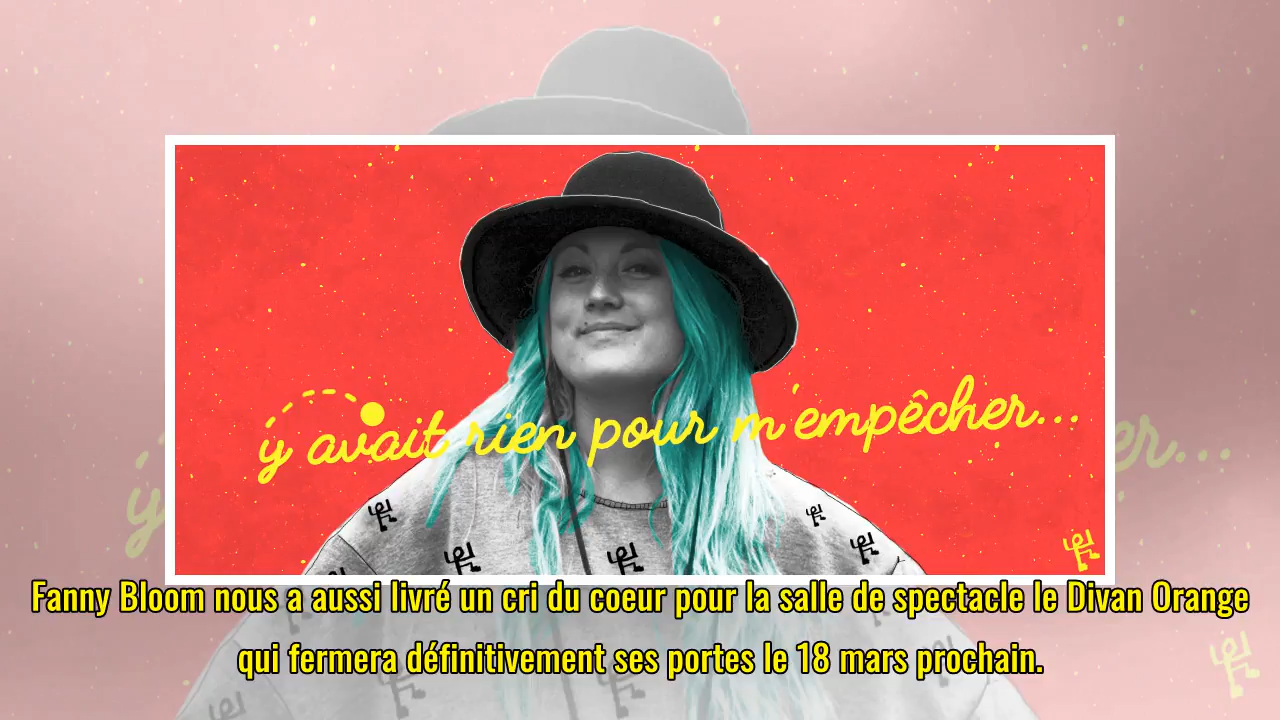 y avait rien pour m'empêcher...
Fanny Bloom nous a aussi livré un cri du coeur pour la salle de spectacle le Divan Orange
qui fermera définitivement ses portes le 18 mars prochain.